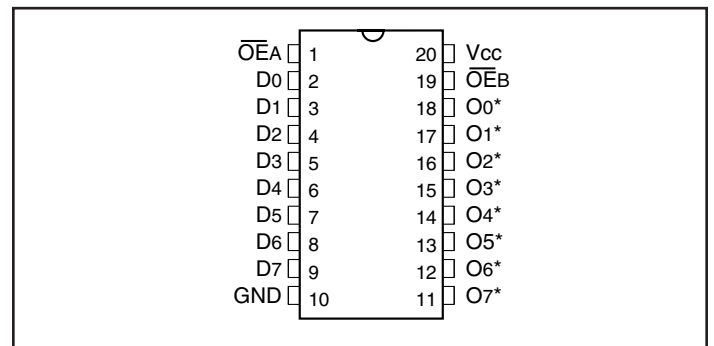 O̅E̅A 1 20 Vcc
D0 2 19 O̅E̅B
D1 3 18 O0*
D2 4 17 O1*
D3 5 16 O2*
D4 6 15 O3*
D5 7 14 O4*
D6 8 13 O5*
D7 9 12 O6*
GND 10 11 O7*